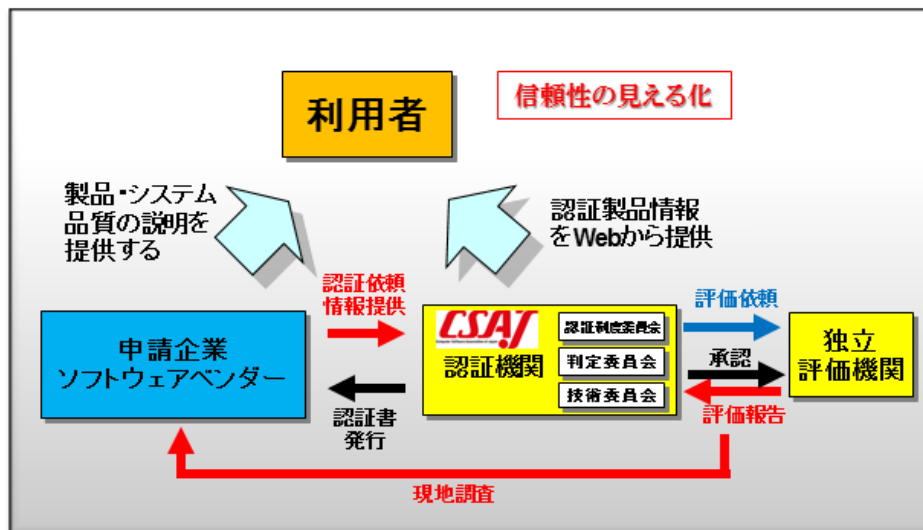 利用者
信頼性の見える化
製品・システム
品質の説明を
提供する
認証製品情報
をWebから提供
認証依頼
情報提供
評価依頼
申請企業
ソフトウェアベンダー
CSAJ
Computer Software Association of Japan
認証機関
認証制度委員会
判定委員会
技術委員会
承認
独立
評価機関
認証書
発行
評価報告
現地調査